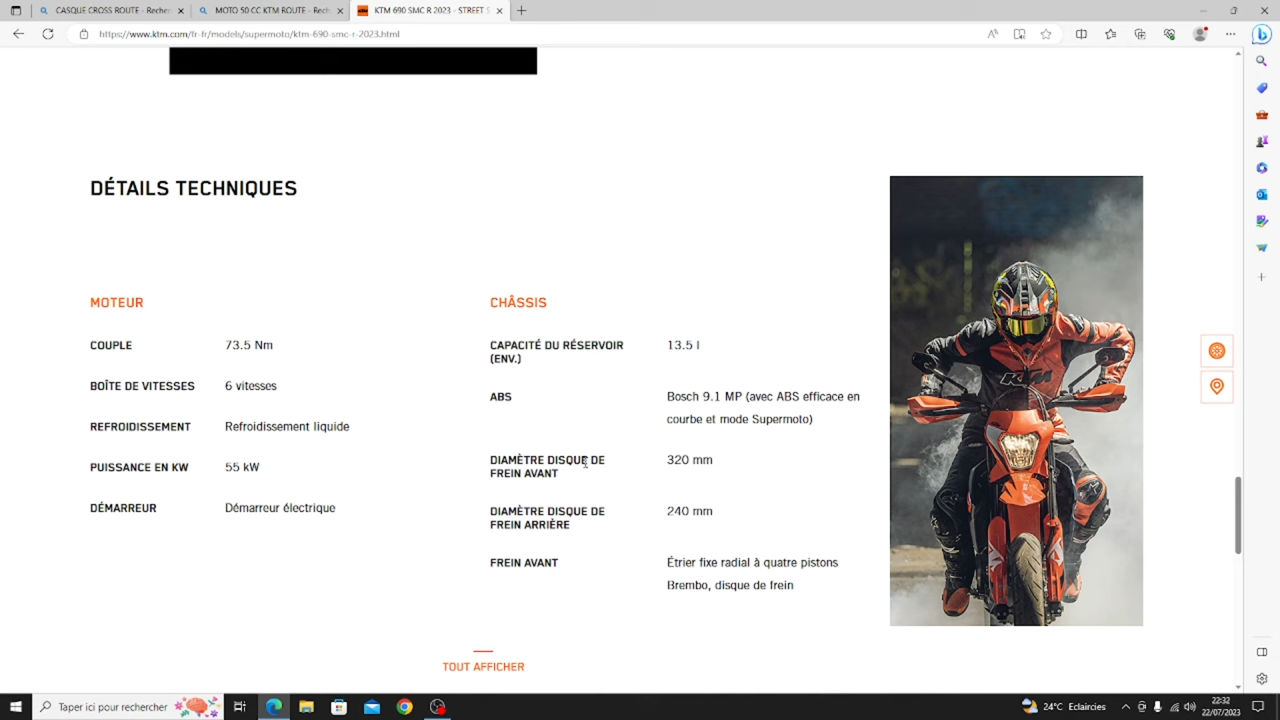 CASQUE CROSS ROUTE - Recher
MOTO 50 CC KTM ROUTE - Rech
KTM 690 SMC R 2023 - STREET S
https://www.ktm.com/fr-fr/models/supermoto/ktm-690-smc-r-2023.html
DÉTAILS TECHNIQUES
MOTEUR
COUPLE 73.5 Nm
BOÎTE DE VITESSES 6 vitesses
REFROIDISSEMENT Refroidissement liquide
PUISSANCE EN KW 55 kW
DÉMARREUR Démarreur électrique
CHÂSSIS
CAPACITÉ DU RÉSERVOIR 13.5 l
(ENV.)
ABS Bosch 9.1 MP (avec ABS efficace en
courbe et mode Supermoto)
DIAMÈTRE DISQUE DE 320 mm
FREIN AVANT
DIAMÈTRE DISQUE DE 240 mm
FREIN ARRIÈRE
FREIN AVANT Étrier fixe radial à quatre pistons
Brembo, disque de frein
KTM
TOUT AFFICHER
Taper ici pour rechercher
24°C Eclaircies
22:32
22/07/2023